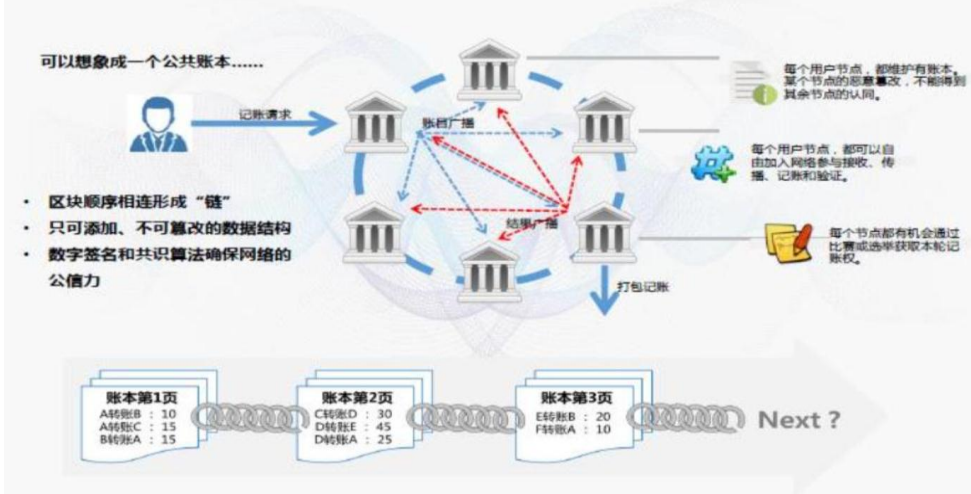 可以想象成一个公共账本……
记账请求
账目广播
每个用户节点，都维护有账本。
某个节点的恶意篡改，不能得到
其余节点的认同。
每个用户节点，都可以自
由加入网络参与接收、传
播、记账和验证。
• 区块顺序相连形成“链”
• 只可添加、不可篡改的数据结构
• 数字签名和共识算法确保网络的
公信力
结果广播
每个节点都有机会通过
比赛或选举获取本轮记
账权。
打包记账
账本第1页
A转账B : 10
A转账C : 15
B转账A : 15
账本第2页
C转账D : 30
D转账E : 45
D转账A : 25
账本第3页
E转账B : 20
F转账A : 10
Next ?